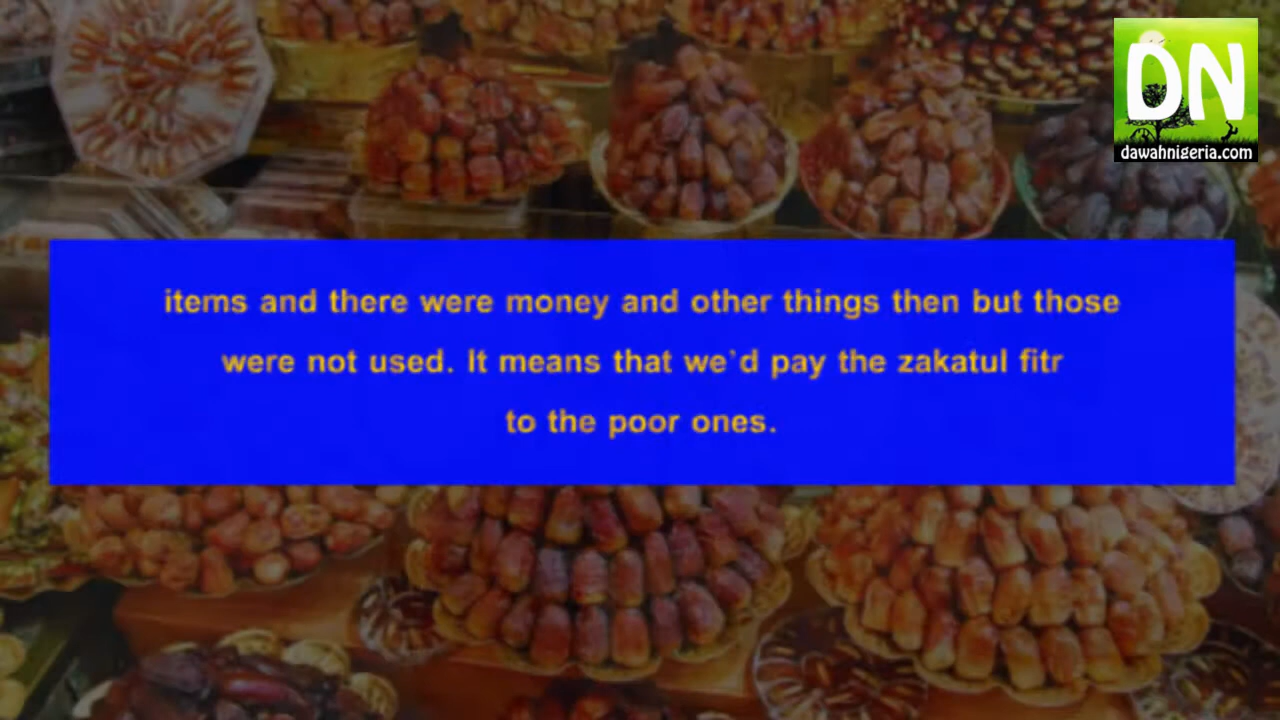 DN
dawahnigeria.com
items and there were money and other things then but those
were not used. It means that we’d pay the zakatul fitr
to the poor ones.